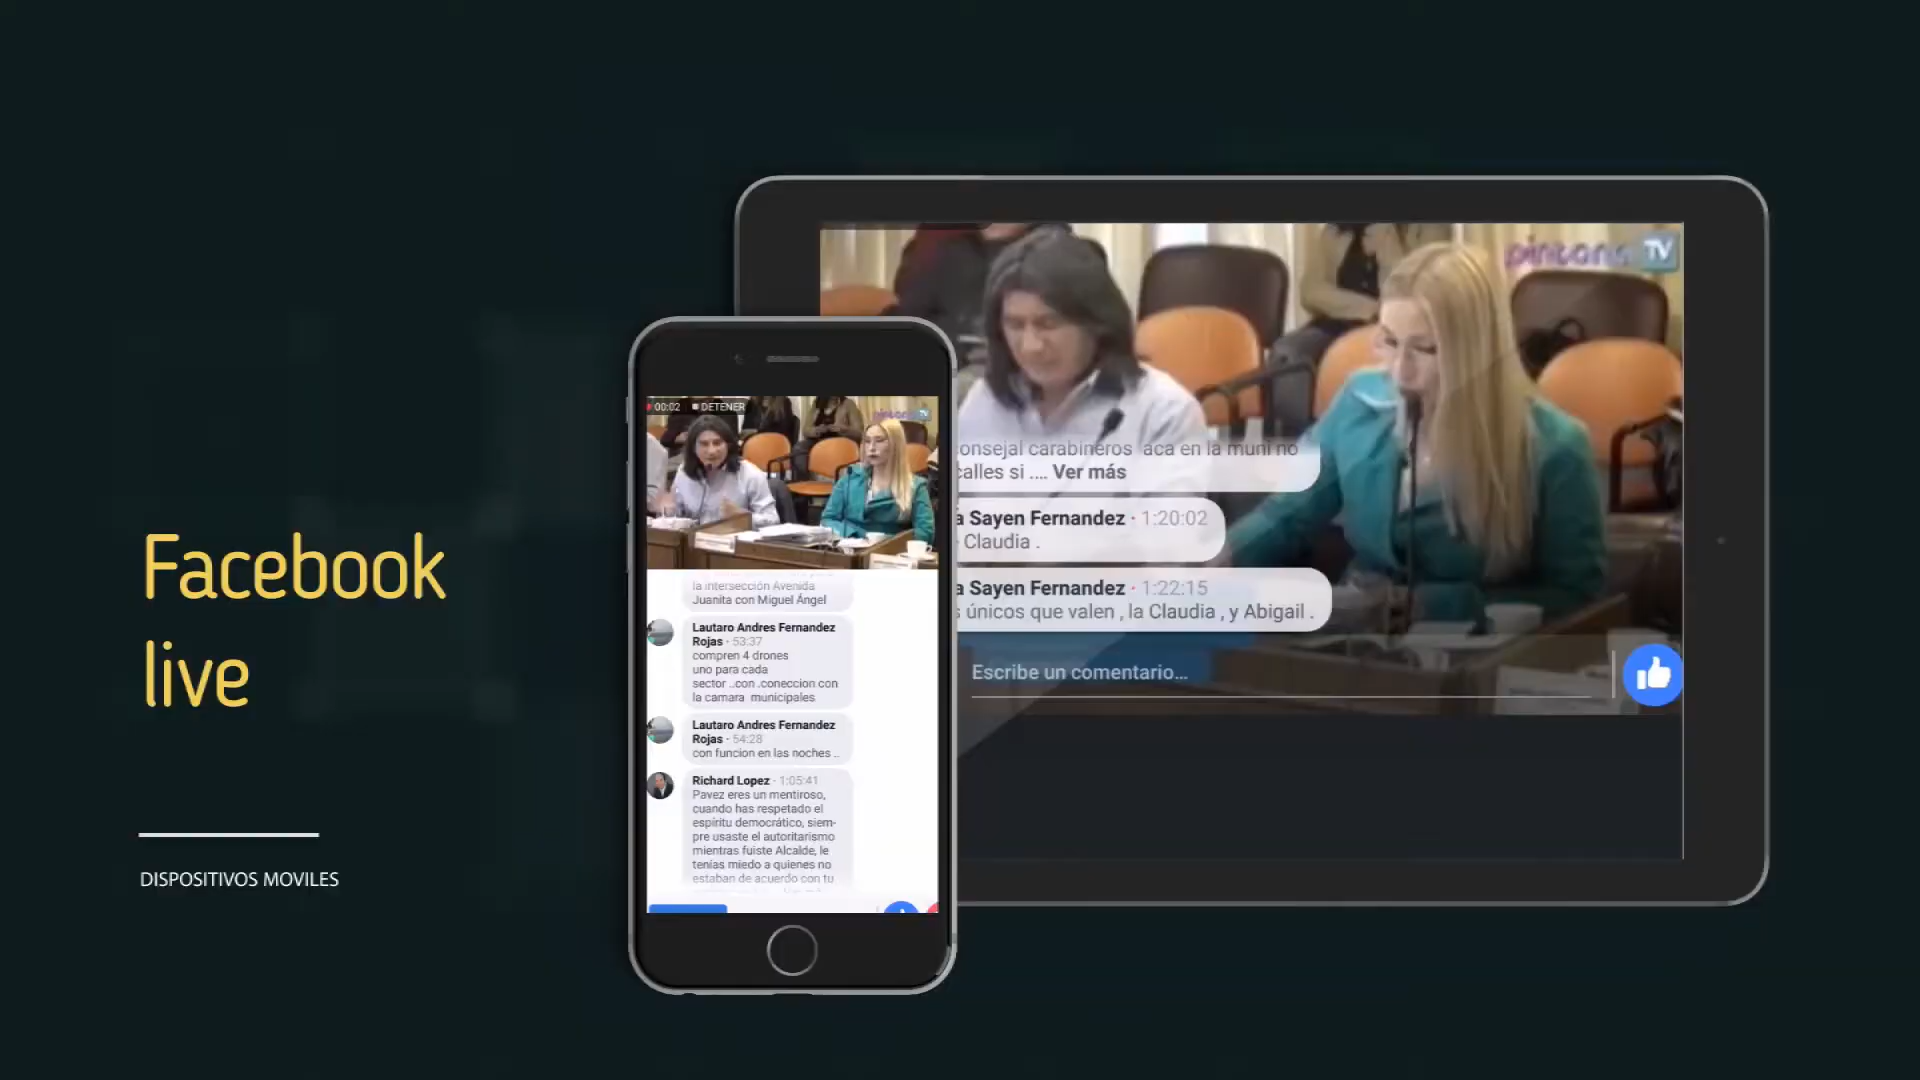 Facebook
live
DISPOSITIVOS MOVILES
00:02 DETENER
pintana TV
la intersección Avenida
Juanita con Miguel Ángel
Lautaro Andres Fernandez
Rojas · 53:37
compren 4 drones
uno para cada
sector ..con .coneccion con
la camara municipales
Lautaro Andres Fernandez
Rojas · 54:28
con funcion en las noches ..
Richard Lopez · 1:05:41
Pavez eres un mentiroso,
cuando has respetado el
espíritu democrático, siem-
pre usaste el autoritarismo
mientras fuiste Alcalde, le
tenías miedo a quienes no
estaban de acuerdo con tu
pintana TV
onsejal carabineros aca en la muni no
calles si .... Ver más
a Sayen Fernandez · 1:20:02
Claudia .
a Sayen Fernandez · 1:22:15
s únicos que valen , la Claudia , y Abigail .
Escribe un comentario...